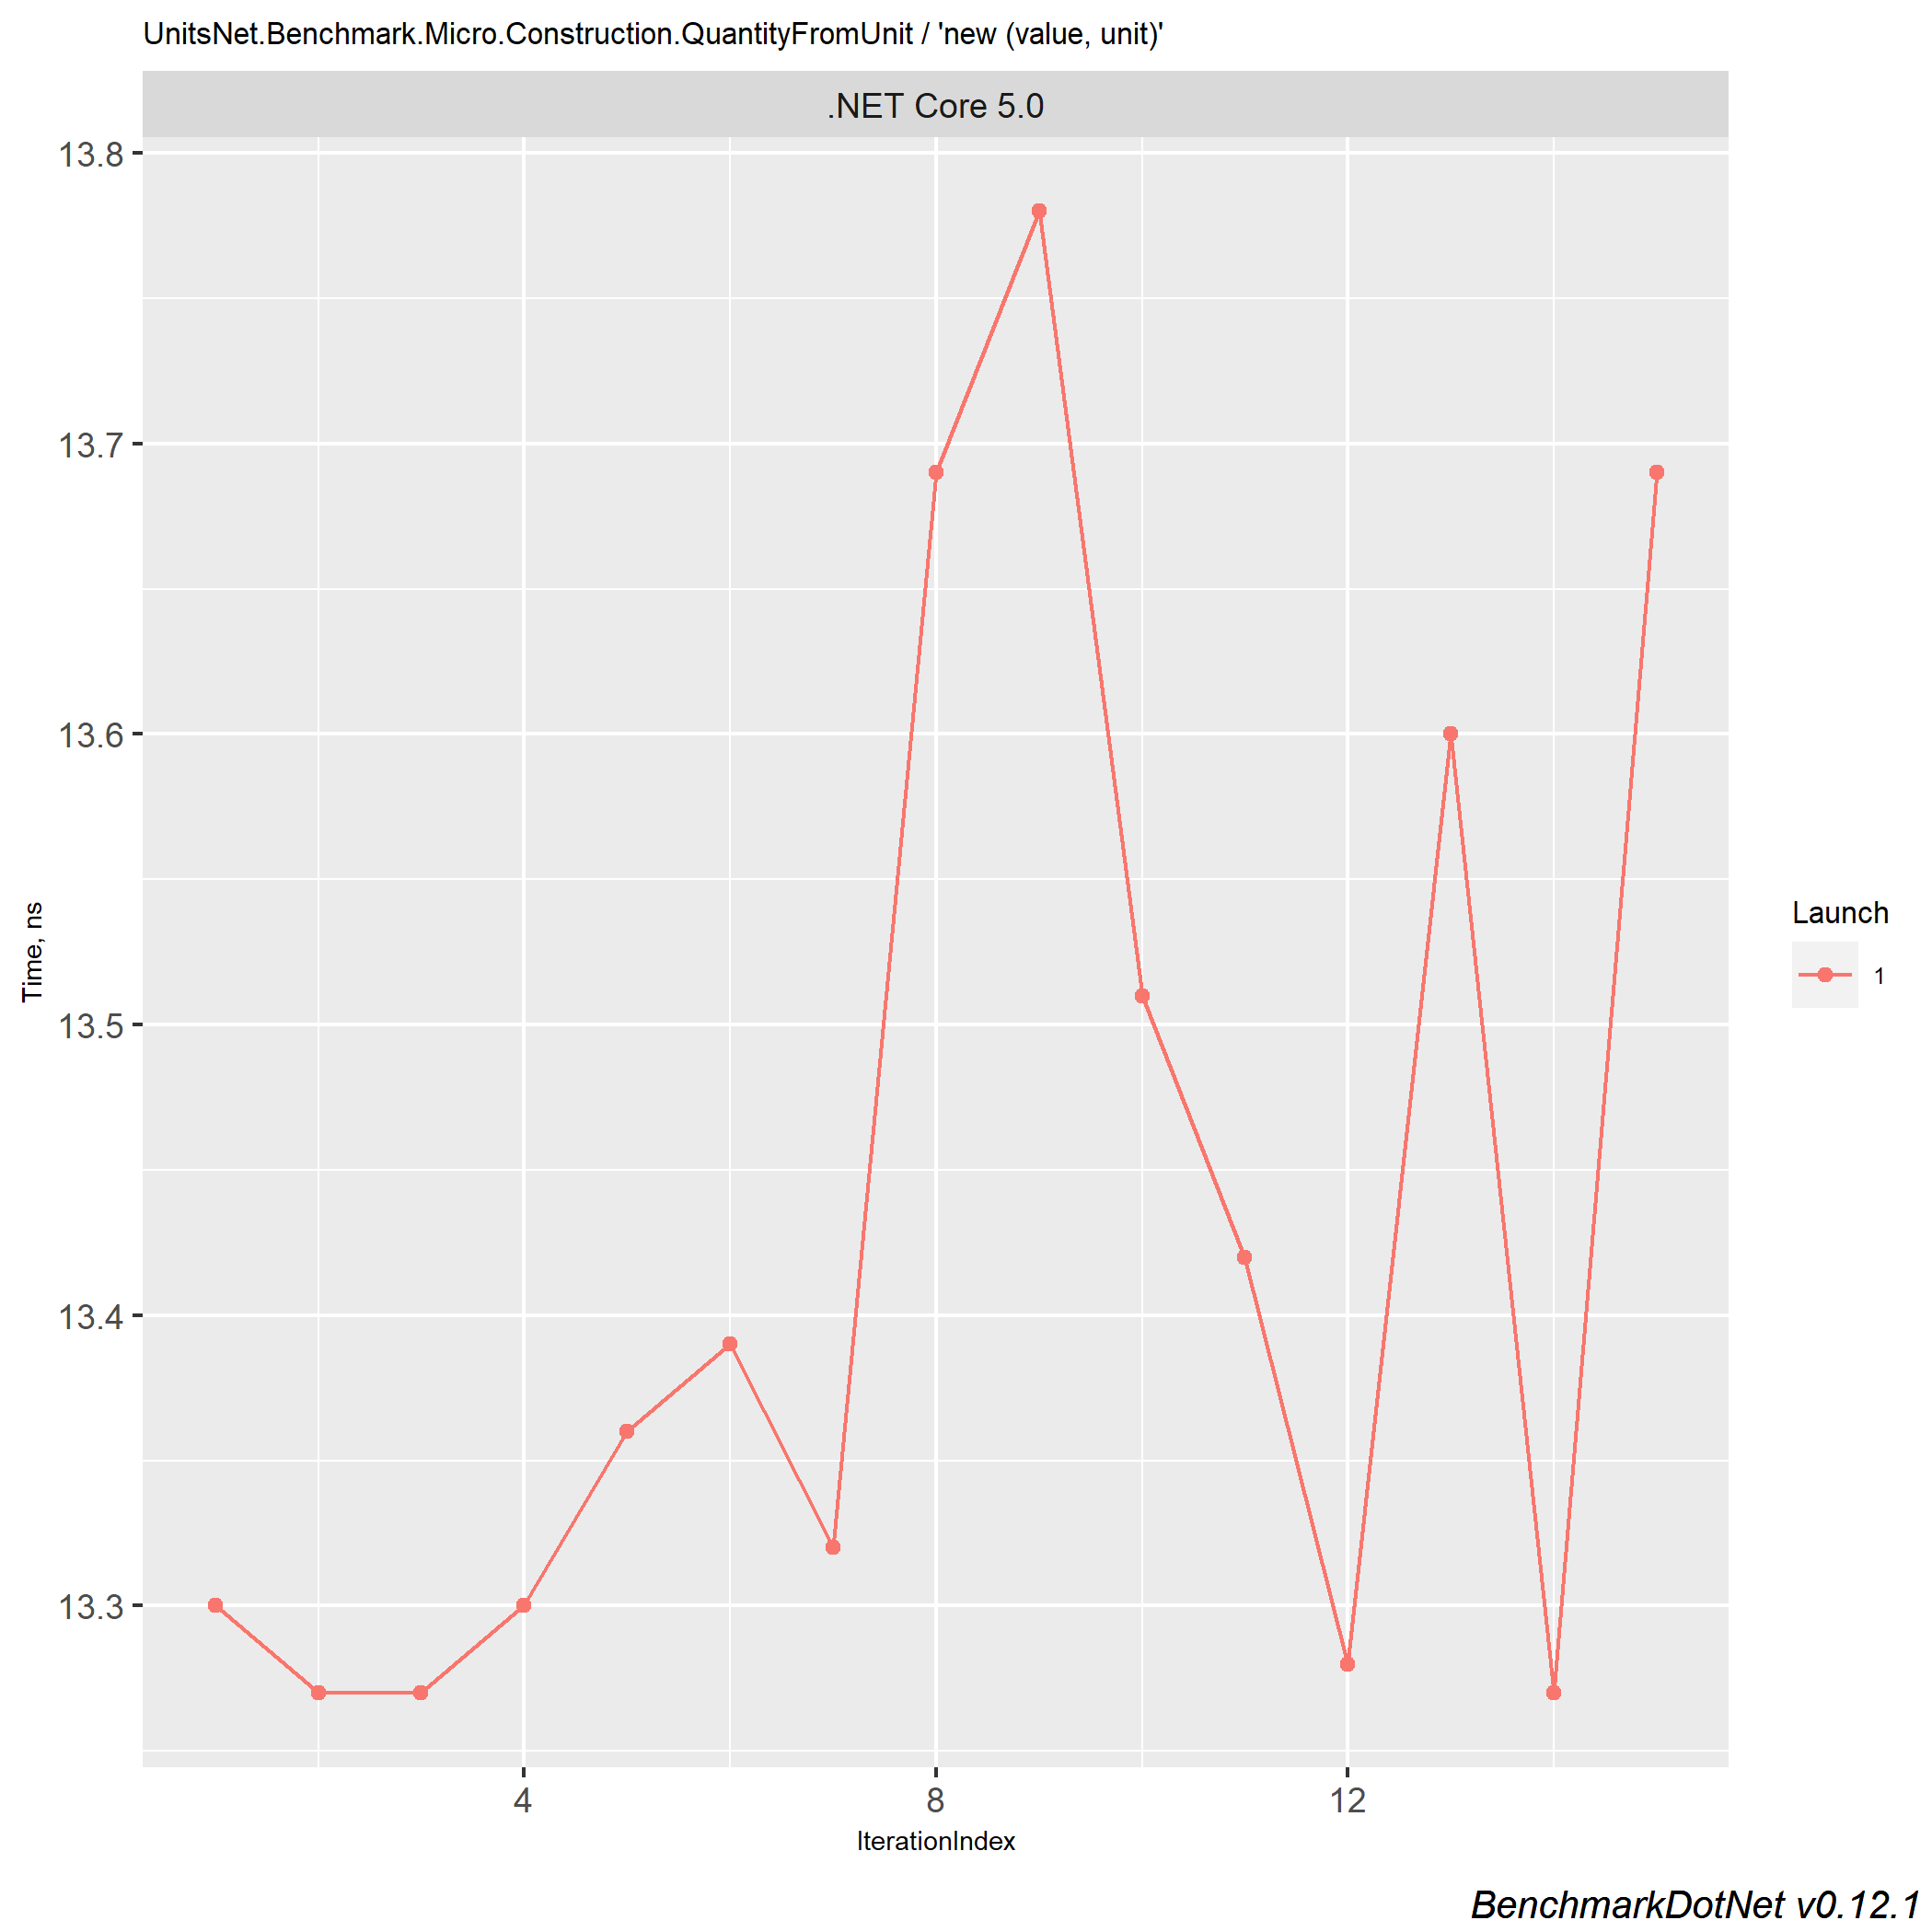 UnitsNet.Benchmark.Micro.Construction.QuantityFromUnit / 'new (value, unit)'
.NET Core 5.0
13.8
13.7
13.6
13.5
13.4
13.3
Time, ns
4 8 12
IterationIndex
Launch
1
BenchmarkDotNet v0.12.1